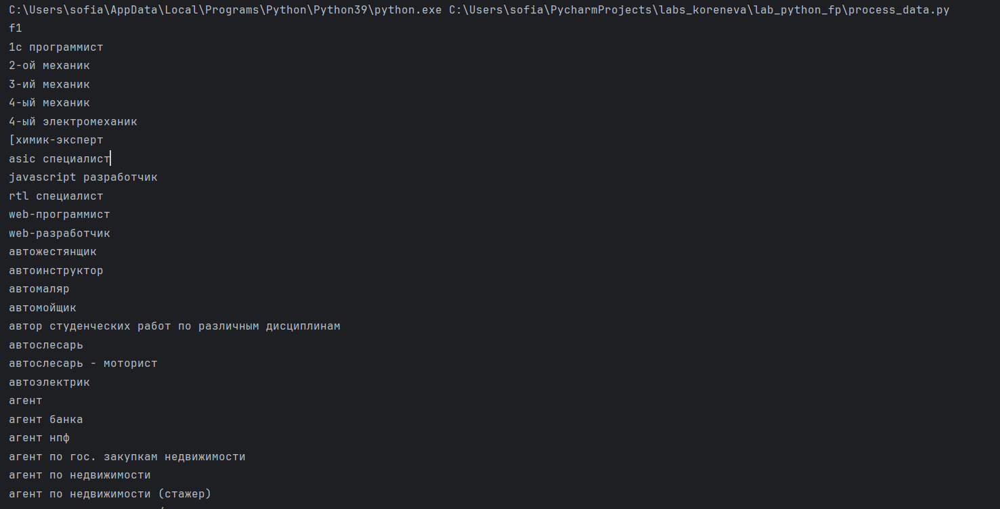 C:\Users\sofia\AppData\Local\Programs\Python\Python39\python.exe C:\Users\sofia\PycharmProjects\labs_koreneva\lab_python_fp\process_data.py
f1
1с программист
2-ой механик
3-ий механик
4-ый механик
4-ый электромеханик
[химик-эксперт
asic специалист
javascript разработчик
rtl специалист
web-программист
web-разработчик
автожестянщик
автоинструктор
автомаляр
автомойщик
автор студенческих работ по различным дисциплинам
автослесарь
автослесарь - моторист
автоэлектрик
агент
агент банка
агент нпф
агент по гос. закупкам недвижимости
агент по недвижимости
агент по недвижимости (стажер)